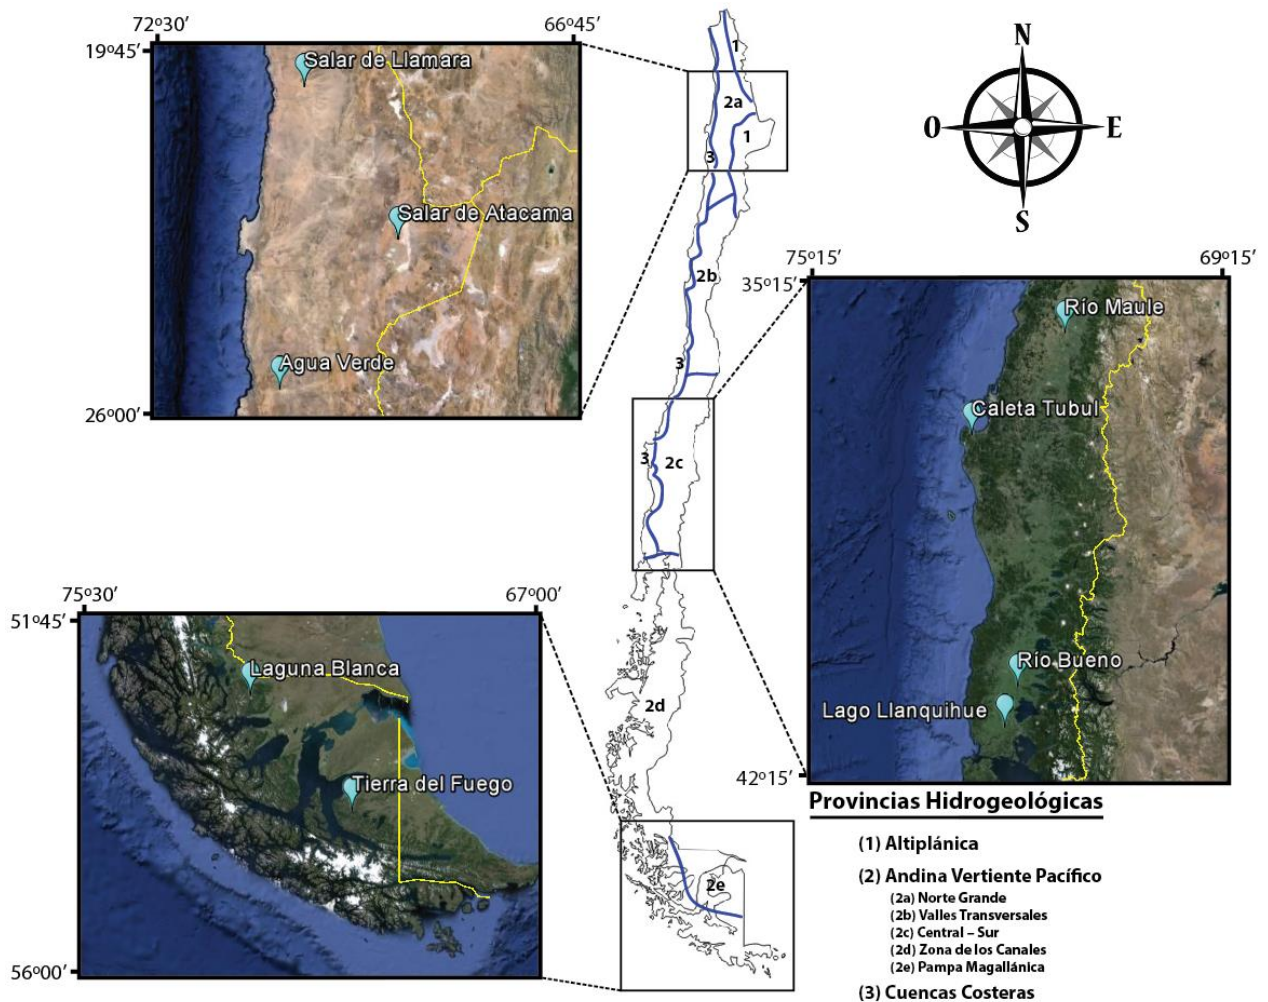 72º30′
66º45′
19º45′
Salar de Llamara
Salar de Atacama
Agua Verde
26º00′
1
2a
1
3
2b
3
3
2c
2d
2e
N
O
E
S
75º15′
69º15′
35º15′
Río Maule
Caleta Tubul
Río Bueno
Lago Llanquihue
42º15′
75º30′
67º00′
51º45′
Laguna Blanca
Tierra del Fuego
56º00′
Provincias Hidrogeológicas
(1) Altiplánica
(2) Andina Vertiente Pacífico
(2a) Norte Grande
(2b) Valles Transversales
(2c) Central – Sur
(2d) Zona de los Canales
(2e) Pampa Magallánica
(3) Cuencas Costeras